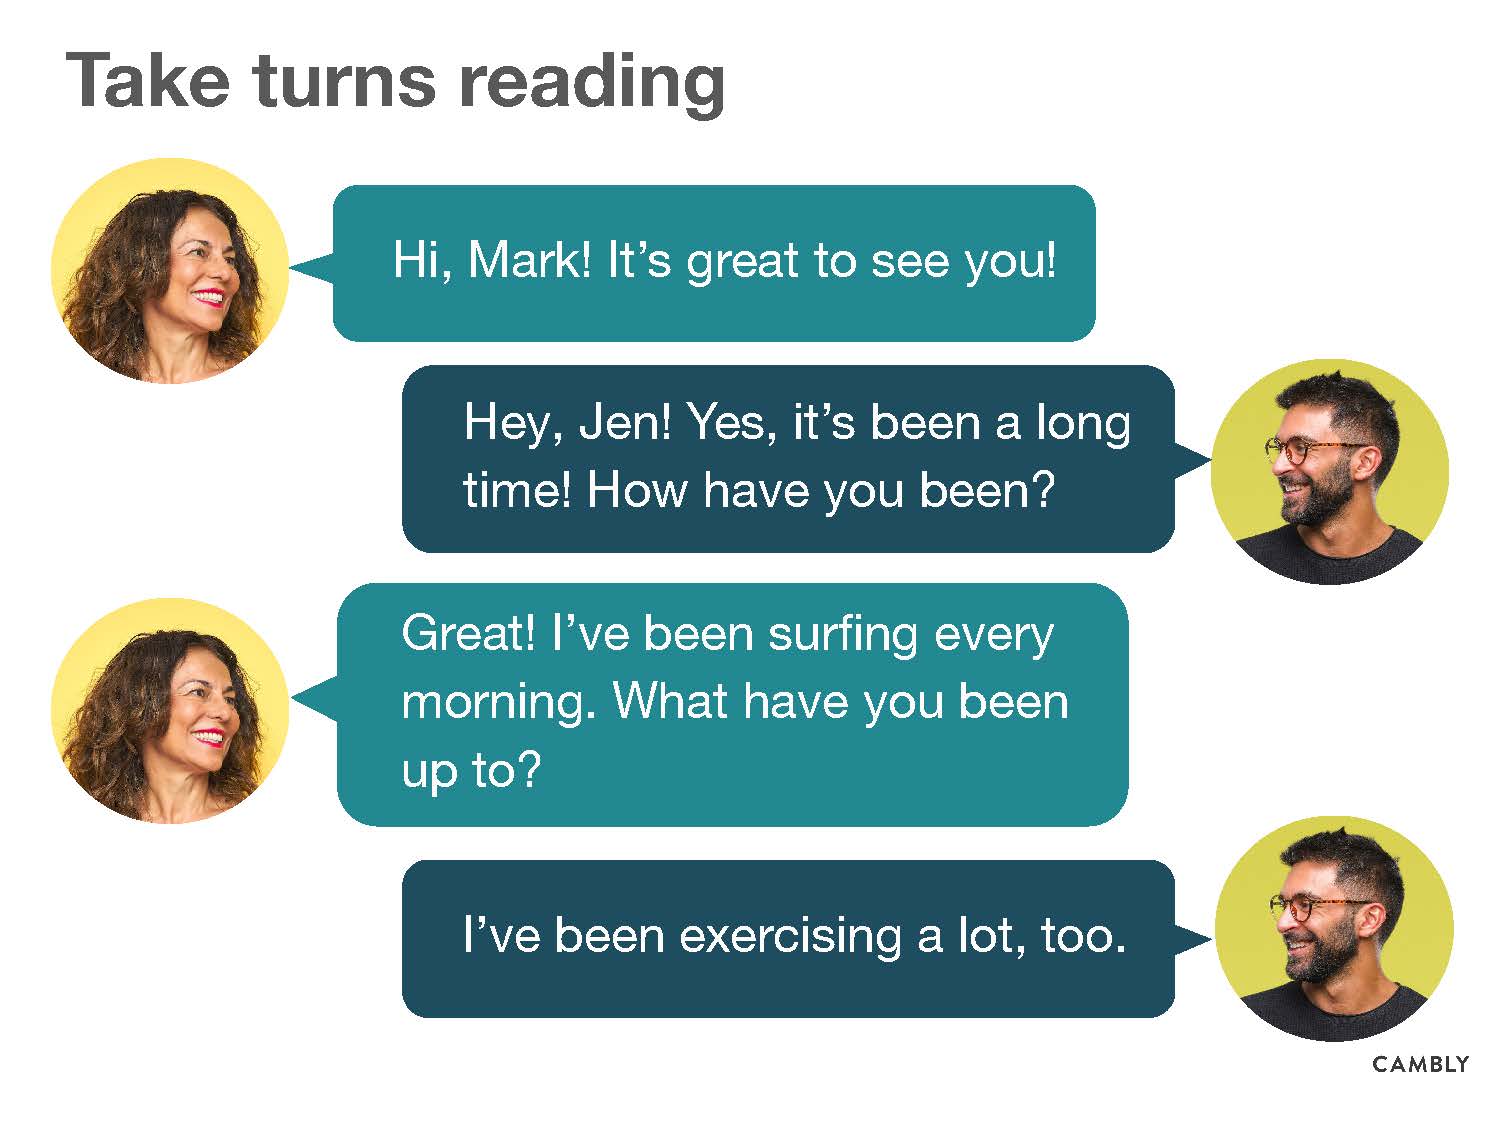 Take turns reading
Hi, Mark! It’s great to see you!
Hey, Jen! Yes, it’s been a long
time! How have you been?
Great! I’ve been surfing every
morning. What have you been
up to?
I’ve been exercising a lot, too.
CAMBLY